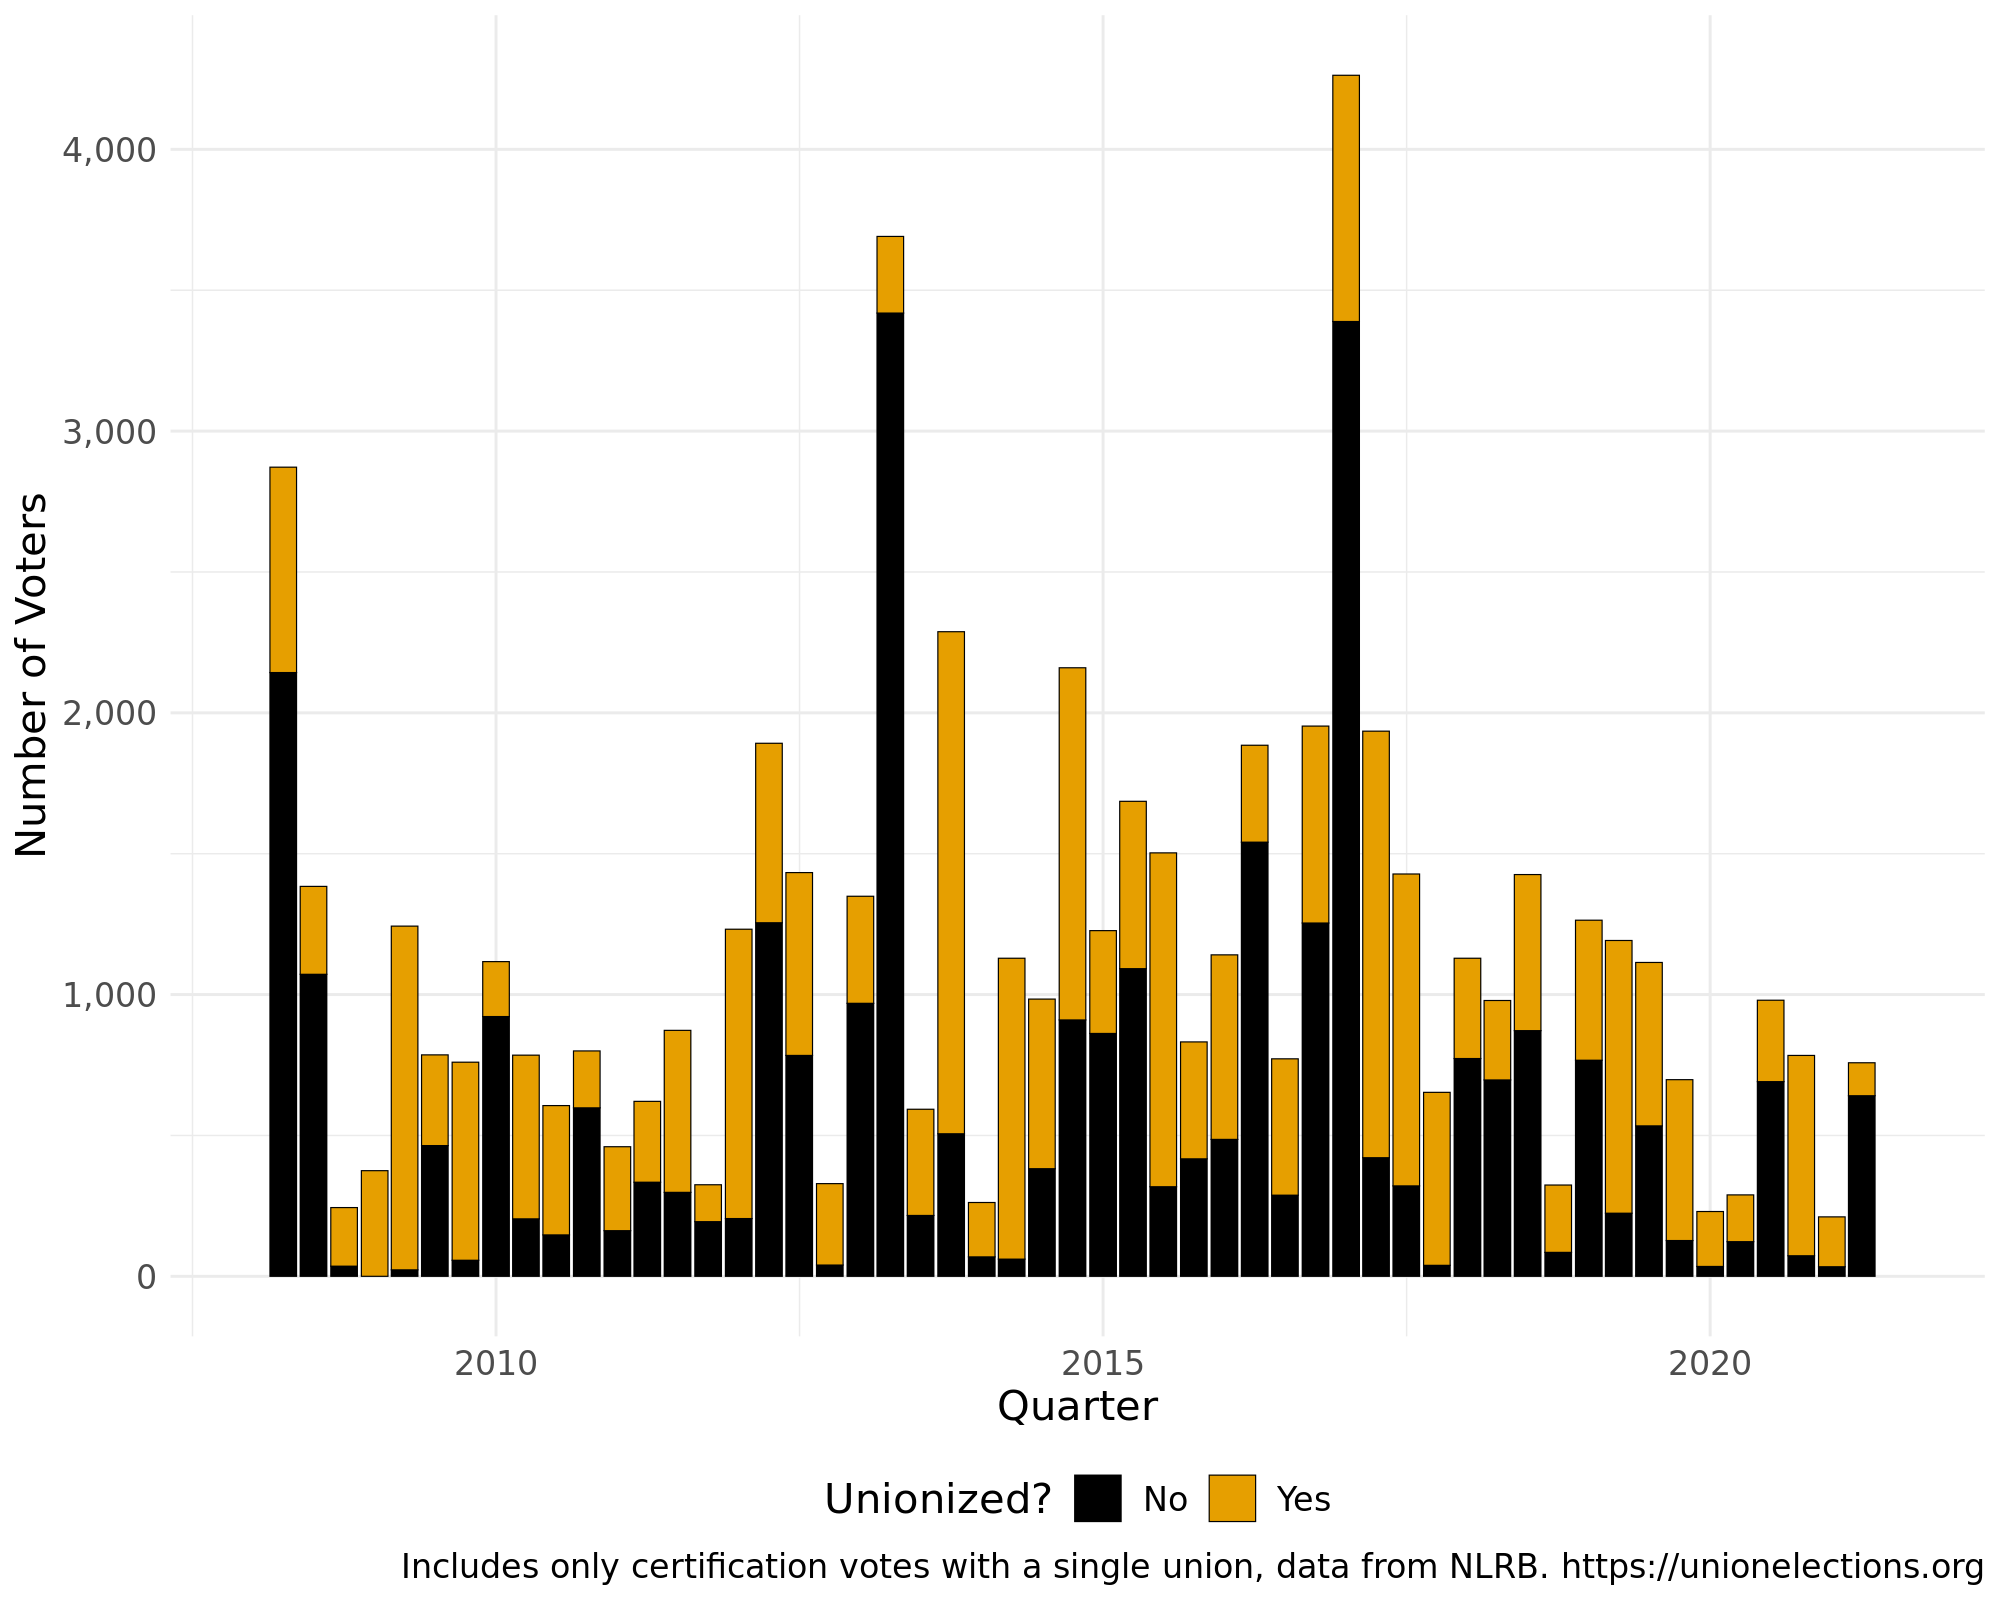 4,000
3,000
2,000
1,000
0
Number of Voters
2010 2015 2020
Quarter
Unionized? No Yes
Includes only certification votes with a single union, data from NLRB. https://unionelections.org